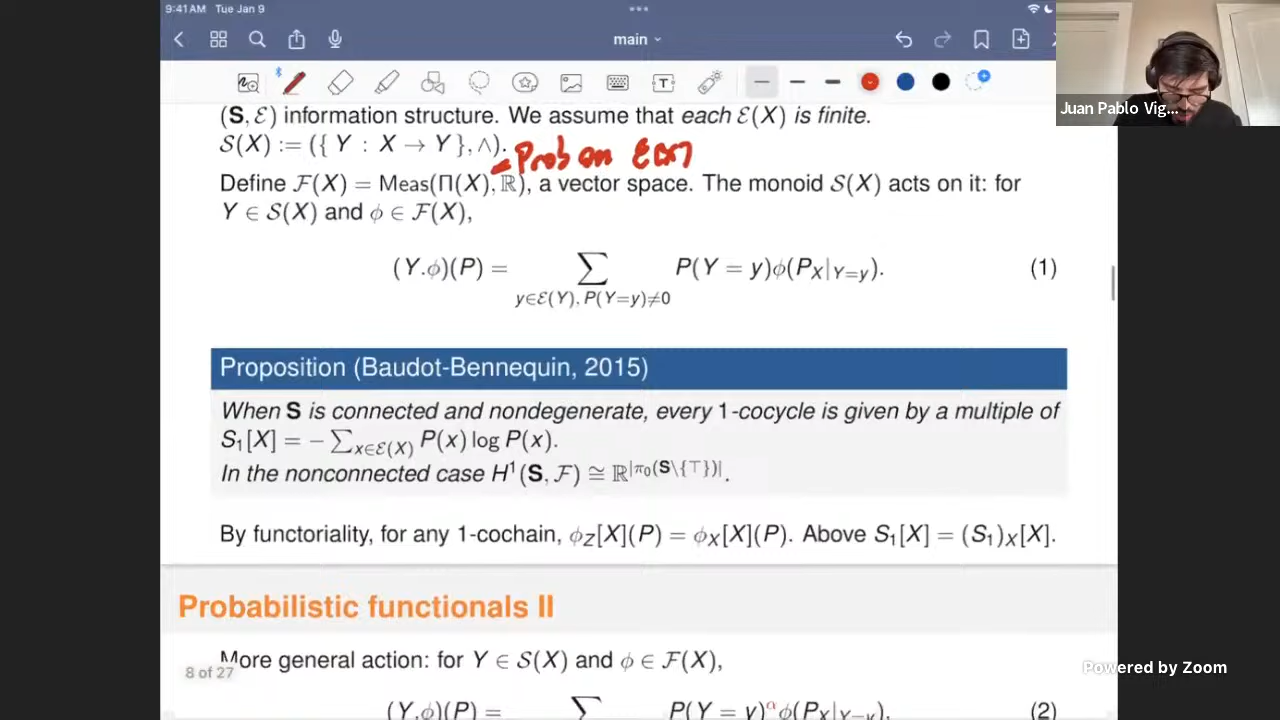 9:41 AM Tue Jan 9
main
(S, ℰ) information structure. We assume that each ℰ(X) is finite.
𝒮(X) := ({ Y : X → Y }, ∧).
Prob on E(X)
Define ℱ(X) = Meas(Π(X), ℝ), a vector space. The monoid 𝒮(X) acts on it: for
Y ∈ 𝒮(X) and ϕ ∈ ℱ(X),
(Y.ϕ)(P) = ∑_{y∈ℰ(Y), P(Y=y)≠0} P(Y = y)ϕ(P_X|_{Y=y}). (1)
Proposition (Baudot-Bennequin, 2015)
When S is connected and nondegenerate, every 1-cocycle is given by a multiple of
S₁[X] = − ∑_{x∈ℰ(X)} P(x) log P(x).
In the nonconnected case H¹(S, ℱ) ≅ ℝ^{|π₀(S\{⊤})|}.
By functoriality, for any 1-cochain, ϕ_Z[X](P) = ϕ_X[X](P). Above S₁[X] = (S₁)_X[X].
Probabilistic functionals II
More general action: for Y ∈ 𝒮(X) and ϕ ∈ ℱ(X),
8 of 27
(Y.ϕ)(P) = ∑ P(Y = y)^α ϕ(P_X|_{Y=y}). (2)
Juan Pablo Vig...
Powered by Zoom